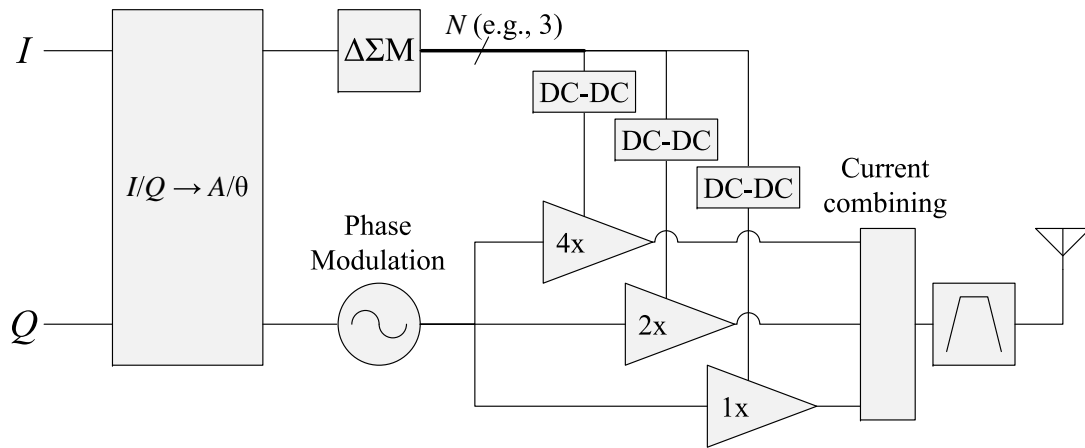 I
ΔΣM
N (e.g., 3)
DC-DC
DC-DC
DC-DC
I/Q → A/θ
Current
combining
Phase
Modulation
4x
Q
2x
1x